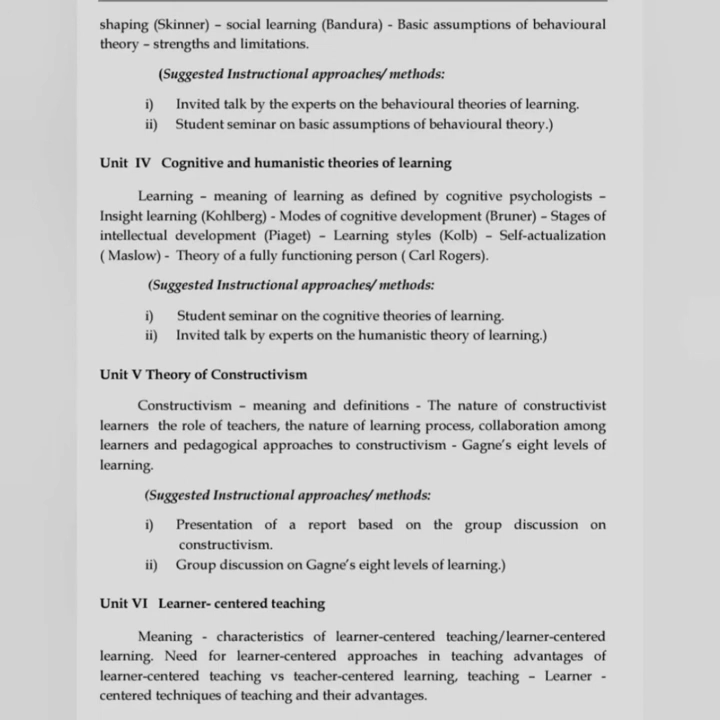 shaping (Skinner) – social learning (Bandura) - Basic assumptions of behavioural
theory – strengths and limitations.
(Suggested Instructional approaches/ methods:
i) Invited talk by the experts on the behavioural theories of learning.
ii) Student seminar on basic assumptions of behavioural theory.)
Unit IV Cognitive and humanistic theories of learning
Learning – meaning of learning as defined by cognitive psychologists –
Insight learning (Kohlberg) - Modes of cognitive development (Bruner) – Stages of
intellectual development (Piaget) – Learning styles (Kolb) – Self-actualization
( Maslow) - Theory of a fully functioning person ( Carl Rogers).
(Suggested Instructional approaches/ methods:
i) Student seminar on the cognitive theories of learning.
ii) Invited talk by experts on the humanistic theory of learning.)
Unit V Theory of Constructivism
Constructivism – meaning and definitions - The nature of constructivist
learners the role of teachers, the nature of learning process, collaboration among
learners and pedagogical approaches to constructivism - Gagne's eight levels of
learning.
(Suggested Instructional approaches/ methods:
i) Presentation of a report based on the group discussion on
constructivism.
ii) Group discussion on Gagne's eight levels of learning.)
Unit VI Learner- centered teaching
Meaning - characteristics of learner-centered teaching/learner-centered
learning. Need for learner-centered approaches in teaching advantages of
learner-centered teaching vs teacher-centered learning, teaching – Learner -
centered techniques of teaching and their advantages.